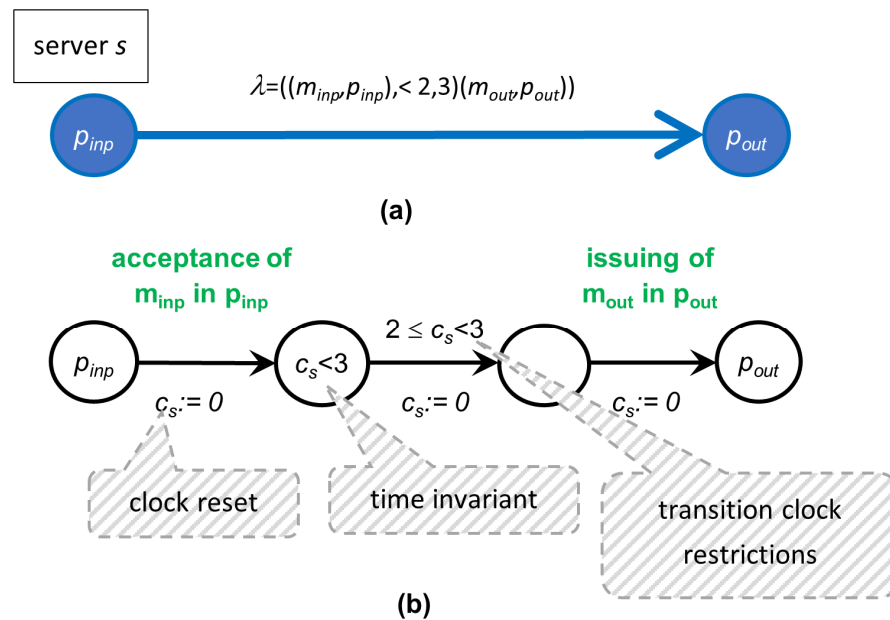 server s
λ=((m_inp,p_inp),< 2,3)(m_out,p_out))
p_inp
p_out
(a)
acceptance of
m_inp in p_inp
issuing of
m_out in p_out
2 ≤ c_s<3
p_inp
c_s<3
p_out
c_s:= 0
c_s:= 0
c_s:= 0
clock reset
time invariant
transition clock
restrictions
(b)